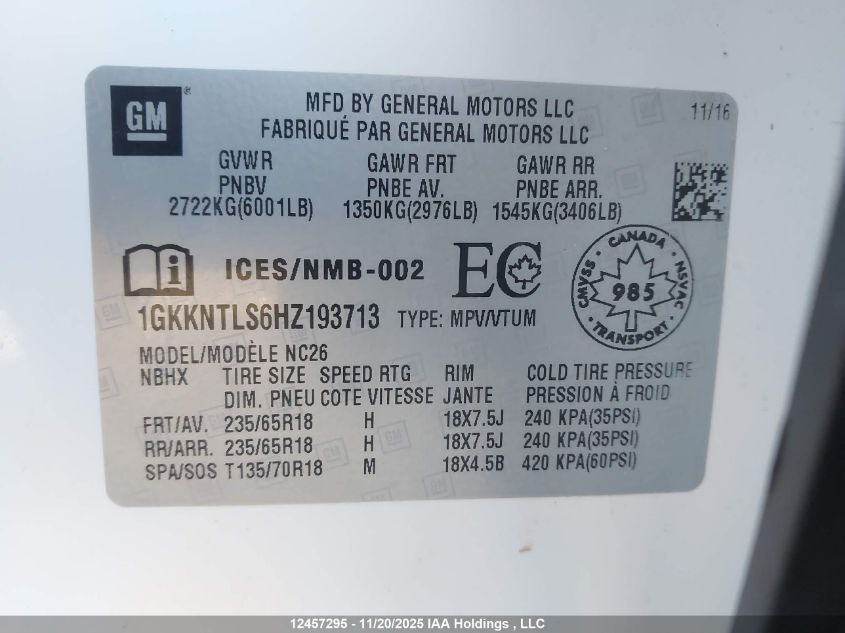 GM ®
MFD BY GENERAL MOTORS LLC 11/16
FABRIQUÉ PAR GENERAL MOTORS LLC
GVWR GAWR FRT GAWR RR
PNBV PNBE AV. PNBE ARR.
2722KG(6001LB) 1350KG(2976LB) 1545KG(3406LB)
i ICES/NMB-002 EC
CANADA
CMVSS 985 NSVAC
TRANSPORT
1GKKNTLS6HZ193713 TYPE: MPV/VTUM
MODEL/MODÈLE NC26
NBHX TIRE SIZE SPEED RTG RIM COLD TIRE PRESSURE
DIM. PNEU COTE VITESSE JANTE PRESSION À FROID
FRT/AV. 235/65R18 H 18X7.5J 240 KPA(35PSI)
RR/ARR. 235/65R18 H 18X7.5J 240 KPA(35PSI)
SPA/SOS T135/70R18 M 18X4.5B 420 KPA(60PSI)
12457295 - 11/20/2025 IAA Holdings , LLC